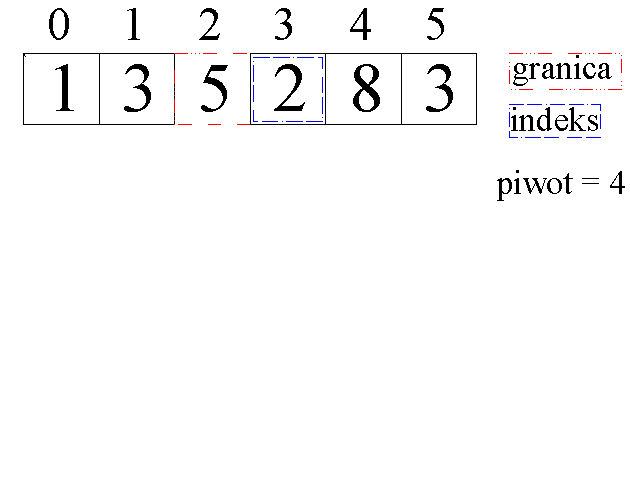 0 1 2 3 4 5
1 3 5 2 8 3
granica
indeks
piwot = 4